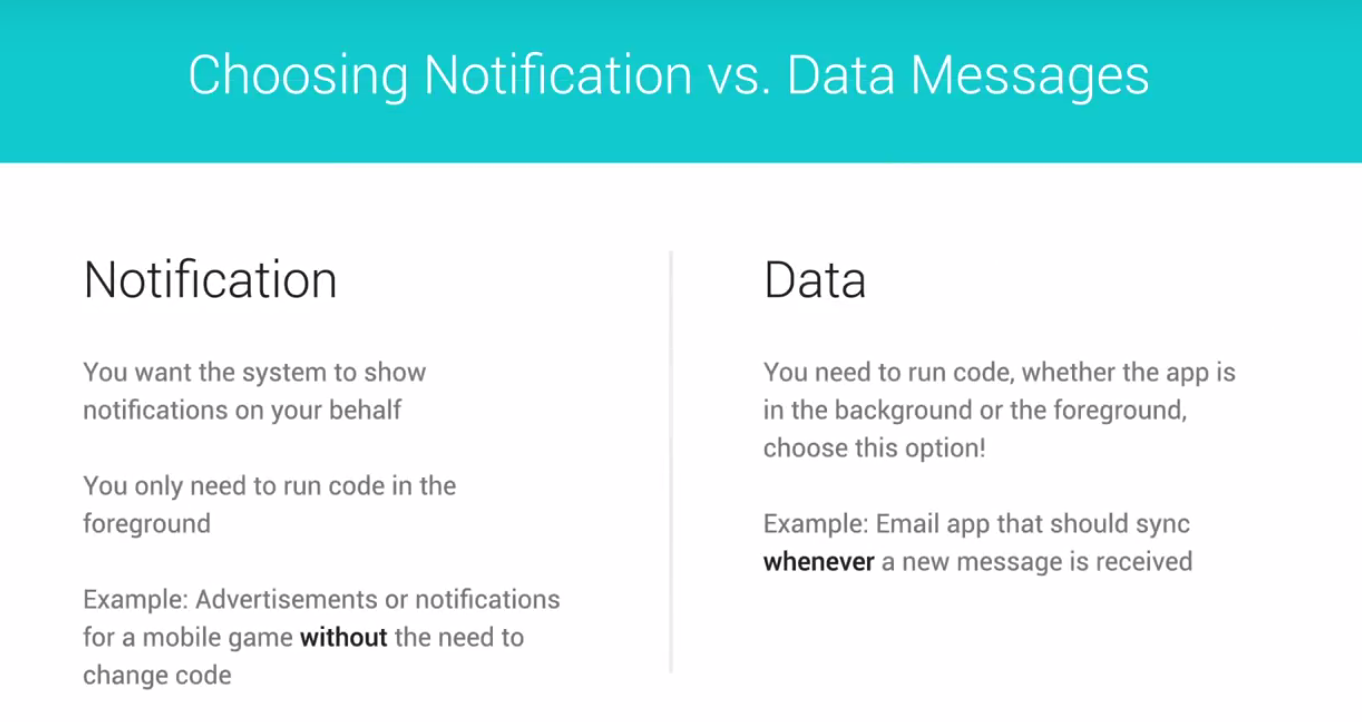 Choosing Notification vs. Data Messages
Notification
You want the system to show
notifications on your behalf
You only need to run code in the
foreground
Example: Advertisements or notifications
for a mobile game without the need to
change code
Data
You need to run code, whether the app is
in the background or the foreground,
choose this option!
Example: Email app that should sync
whenever a new message is received